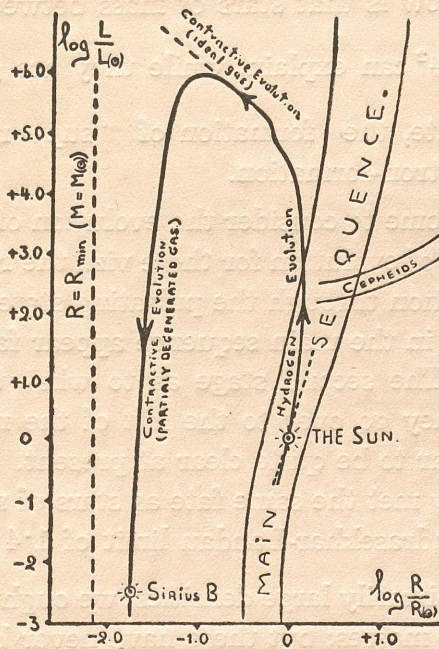 log L/L(⊙)
Contractive Evolution
(ideal gas)
+6.0
+5.0
+4.0
+3.0
+2.0
+1.0
0
-1
-2
-3
R = Rmin (M = M(⊙))
Contractive Evolution
(Partialy Degenerated Gas.)
Hydrogen Evolution
MAIN SEQUENCE.
CEPHEIDS
THE SUN.
Sirius B
-2.0
-1.0
0
+1.0
log R/R(⊙)